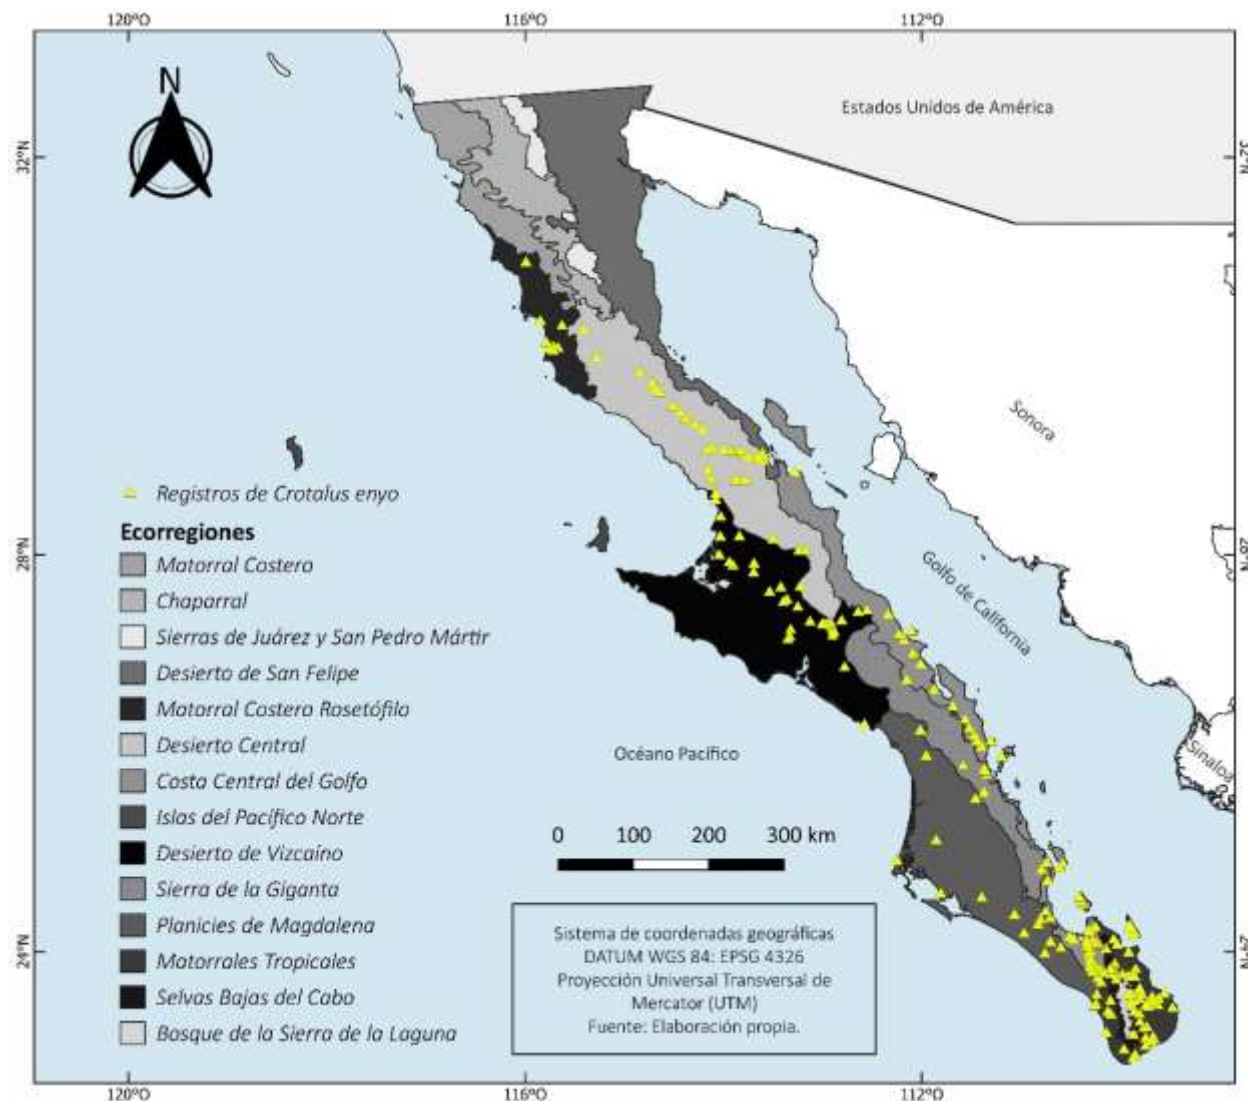 120°O 116°O 112°O
N
Estados Unidos de América
32°N 32°N
Sonora
Registros de Crotalus enyo
Ecorregiones
28°N 28°N
Matorral Costero
Golfo de California
Chaparral
Sierras de Juárez y San Pedro Mártir
Desierto de San Felipe
Matorral Costero Rosetófilo
Desierto Central
Océano Pacífico
Sinaloa
Costa Central del Golfo
Islas del Pacífico Norte
0 100 200 300 km
Desierto de Vizcaíno
Sierra de la Giganta
Planicies de Magdalena
Matorrales Tropicales
Selvas Bajas del Cabo
Bosque de la Sierra de la Laguna
Sistema de coordenadas geográficas
DATUM WGS 84: EPSG 4326
Proyección Universal Transversal de
Mercator (UTM)
Fuente: Elaboración propia.
24°N 24°N
120°O 116°O 112°O